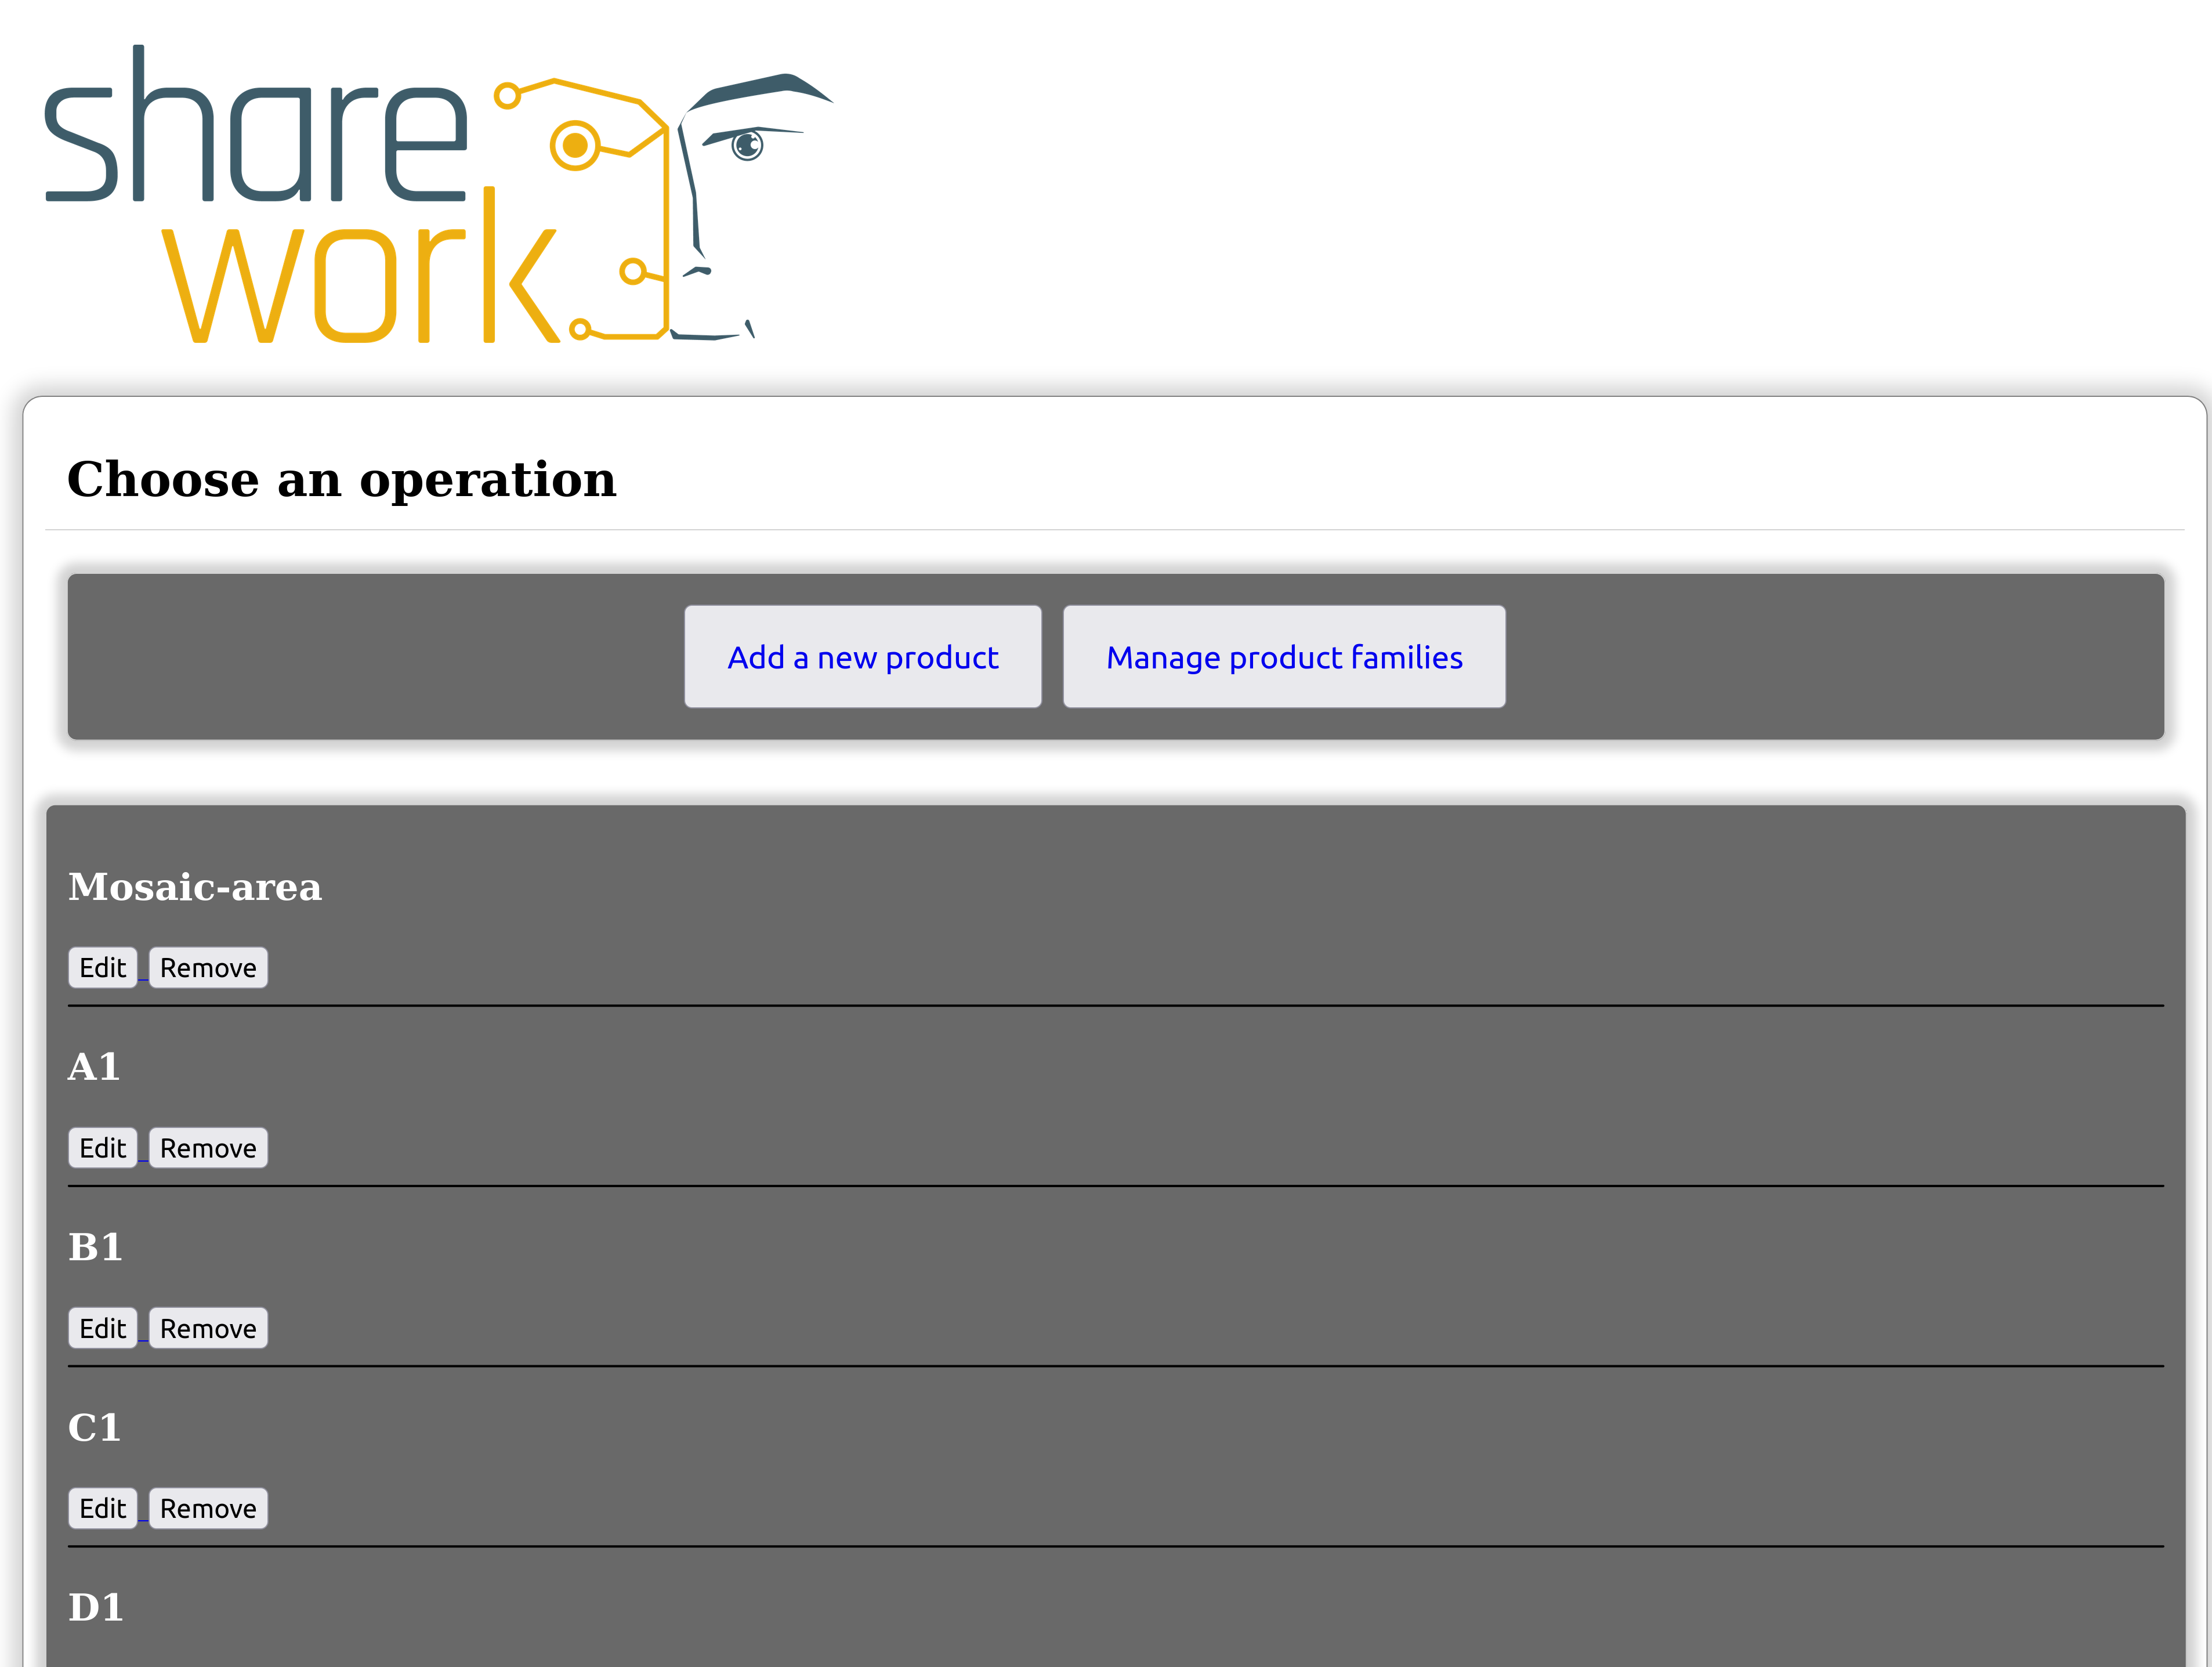 share
work
Choose an operation
Add a new product Manage product families
Mosaic-area
Edit Remove
A1
Edit Remove
B1
Edit Remove
C1
Edit Remove
D1